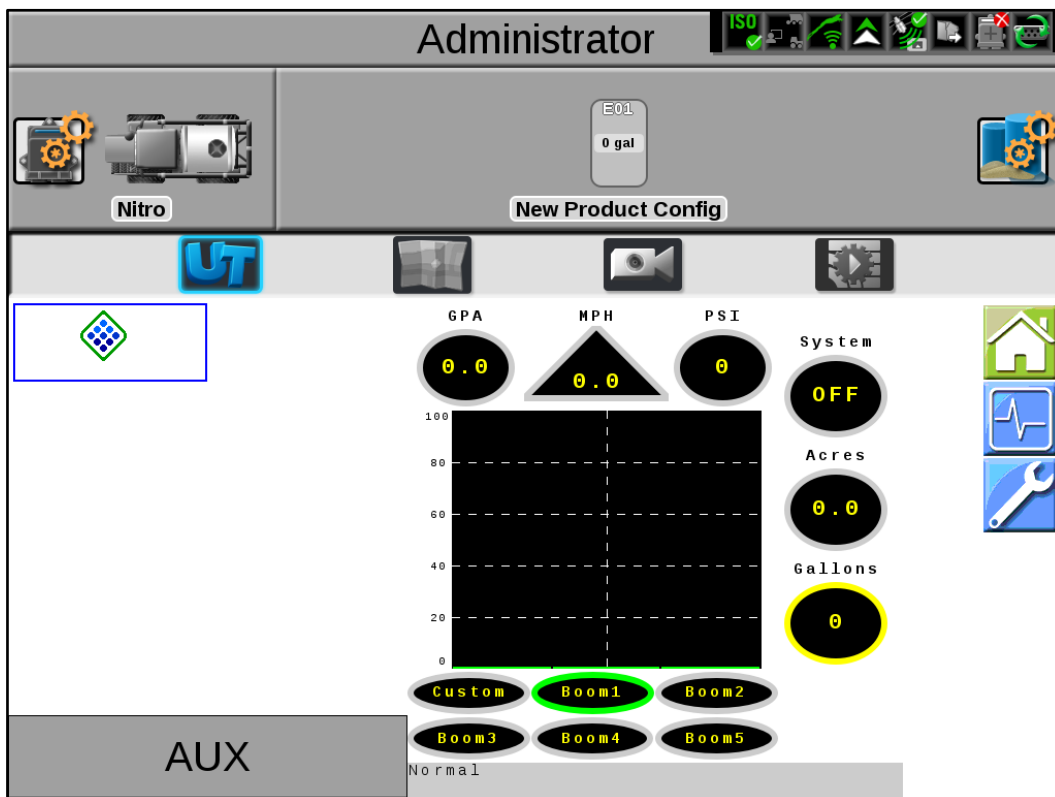 Administrator
ISO
E01
0 gal
Nitro
New Product Config
UT
GPA MPH PSI
System
0.0 0.0 0
OFF
100
80
60
40
20
0
Acres
0.0
Gallons
0
Custom Boom1 Boom2
Boom3 Boom4 Boom5
AUX
Normal